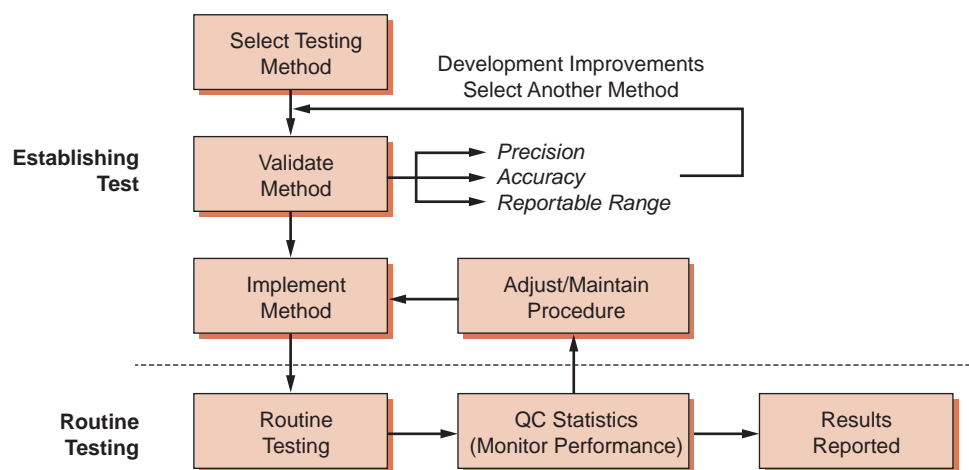 Select Testing
Method
Development Improvements
Select Another Method
Establishing
Test
Validate
Method
Precision
Accuracy
Reportable Range
Implement
Method
Adjust/Maintain
Procedure
Routine
Testing
Routine
Testing
QC Statistics
(Monitor Performance)
Results
Reported